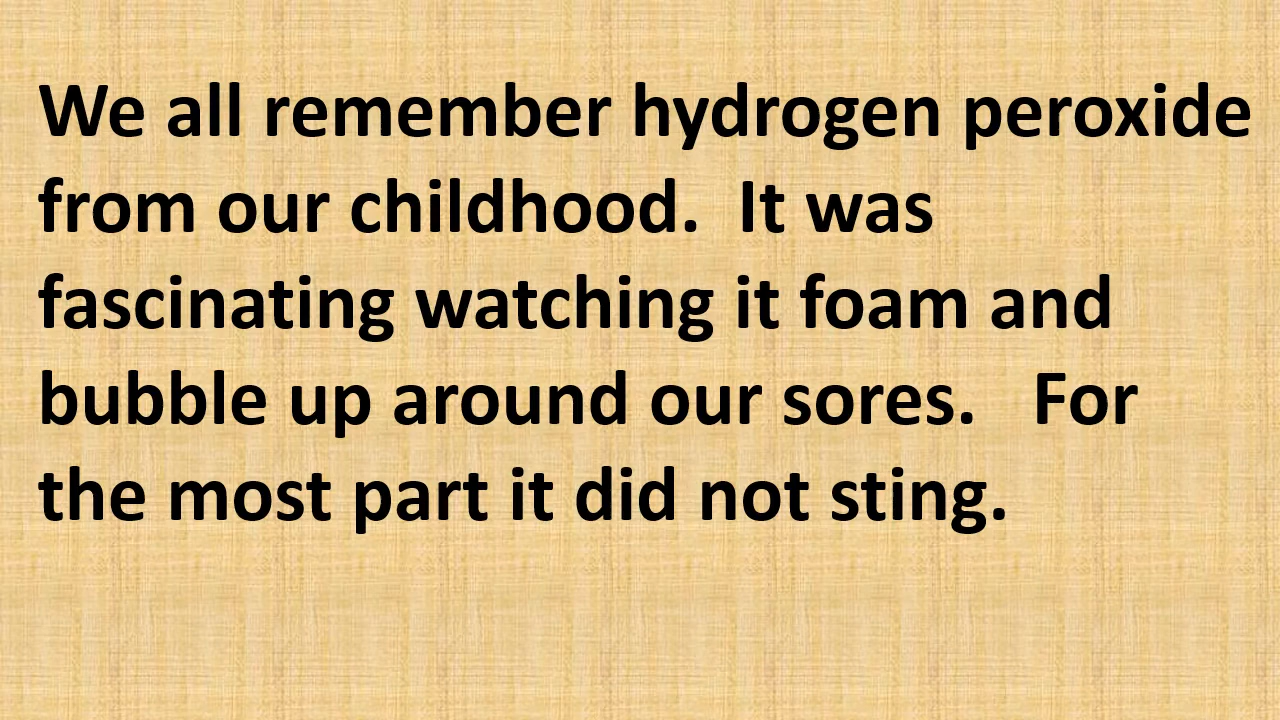 We all remember hydrogen peroxide
from our childhood.  It was
fascinating watching it foam and
bubble up around our sores.   For
the most part it did not sting.